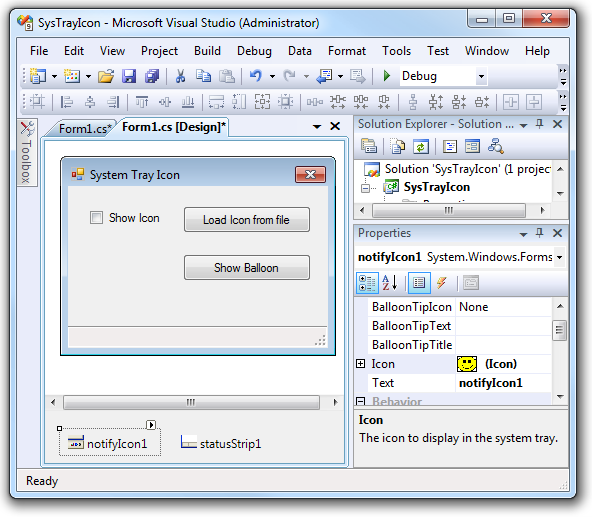 SysTrayIcon - Microsoft Visual Studio (Administrator)
File Edit View Project Build Debug Data Format Tools Test Window Help
Debug
Toolbox
Form1.cs* Form1.cs [Design]*
System Tray Icon
Show Icon
Load Icon from file
Show Balloon
notifyIcon1
statusStrip1
Solution Explorer - Solution ...
Solution 'SysTrayIcon' (1 project
SysTrayIcon
Properties
notifyIcon1 System.Windows.Forms
BalloonTipIcon None
BalloonTipText
BalloonTipTitle
Icon (Icon)
Text notifyIcon1
Behavior
Icon
The icon to display in the system tray.
Ready